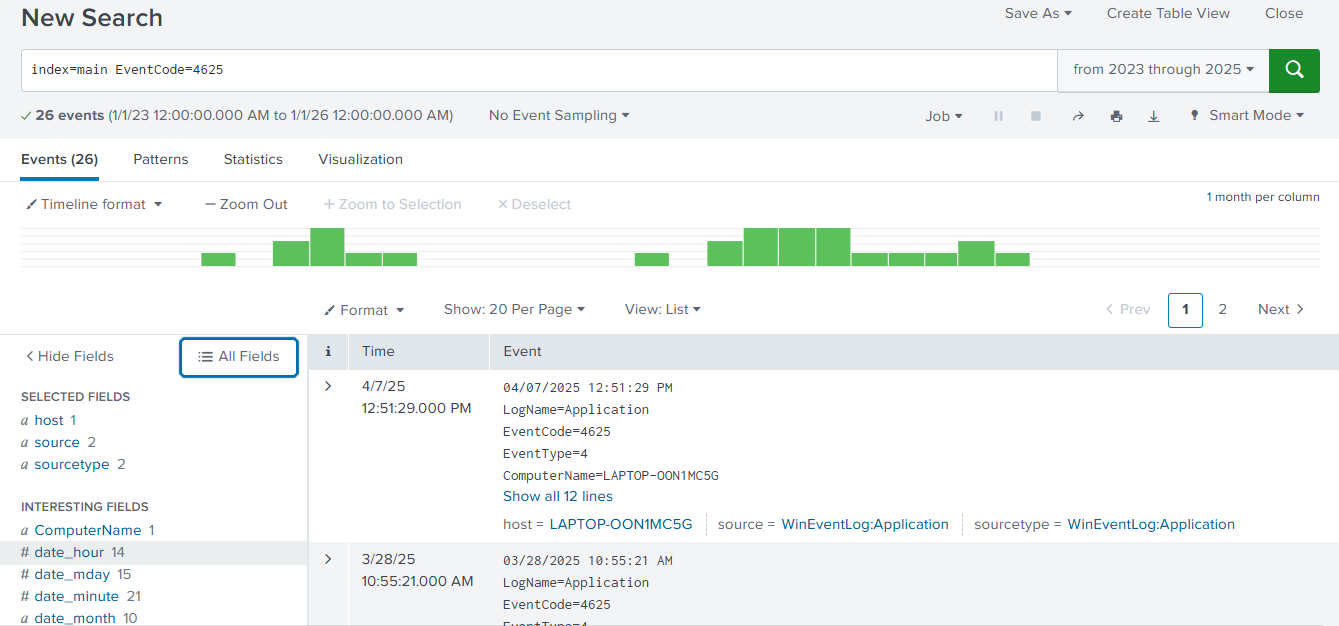 New Search
Save As
Create Table View
Close
index=main EventCode=4625
from 2023 through 2025
26 events (1/1/23 12:00:00.000 AM to 1/1/26 12:00:00.000 AM)
No Event Sampling
Job
Smart Mode
Events (26)
Patterns
Statistics
Visualization
Timeline format
— Zoom Out
+ Zoom to Selection
× Deselect
1 month per column
Format
Show: 20 Per Page
View: List
< Prev
1
2
Next >
< Hide Fields
All Fields
SELECTED FIELDS
a host 1
a source 2
a sourcetype 2
INTERESTING FIELDS
a ComputerName 1
# date_hour 14
# date_mday 15
# date_minute 21
a date_month 10
i
Time
Event
>
4/7/25
12:51:29.000 PM
04/07/2025 12:51:29 PM
LogName=Application
EventCode=4625
EventType=4
ComputerName=LAPTOP-OON1MC5G
Show all 12 lines
host = LAPTOP-OON1MC5G
source = WinEventLog:Application
sourcetype = WinEventLog:Application
>
3/28/25
10:55:21.000 AM
03/28/2025 10:55:21 AM
LogName=Application
EventCode=4625
EventType=4